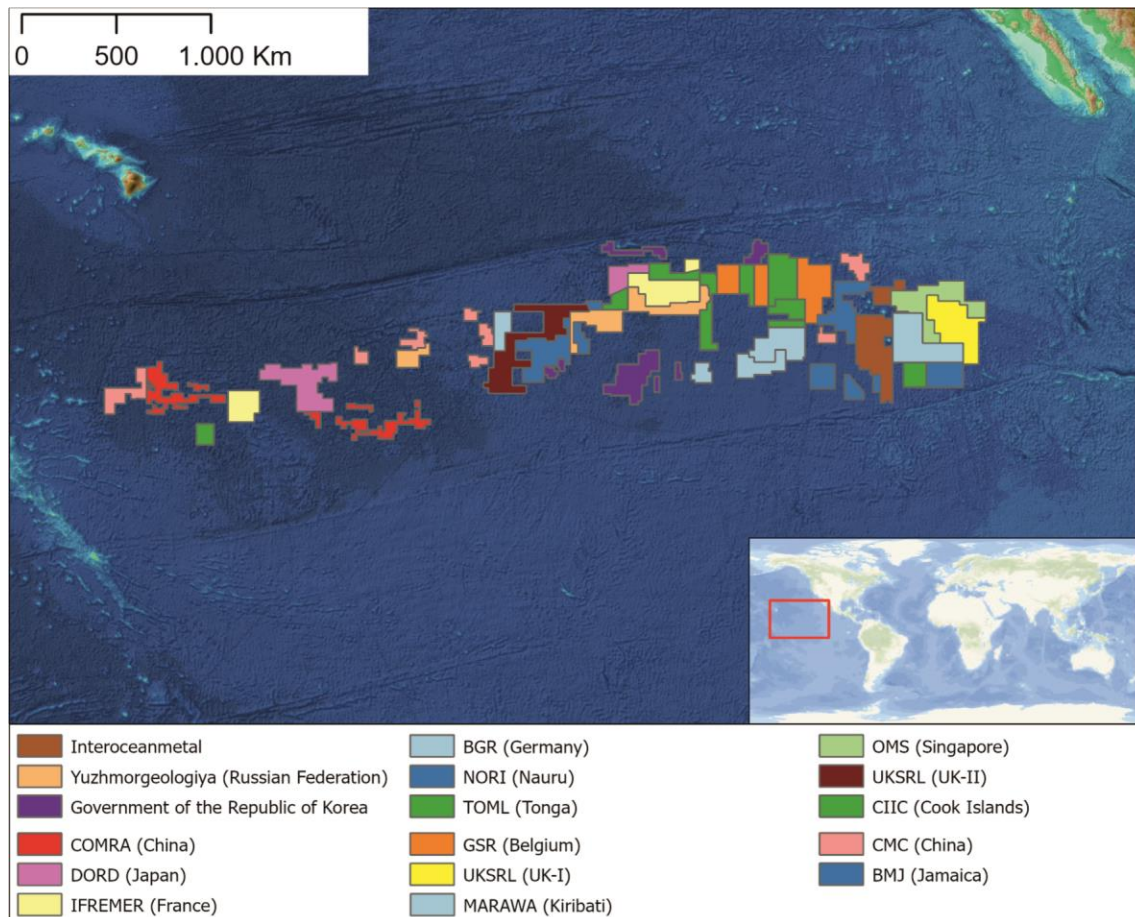 0 500 1.000 Km
Interoceanmetal
Yuzhmorgeologiya (Russian Federation)
Government of the Republic of Korea
COMRA (China)
DORD (Japan)
IFREMER (France)
BGR (Germany)
NORI (Nauru)
TOML (Tonga)
GSR (Belgium)
UKSRL (UK-I)
MARAWA (Kiribati)
OMS (Singapore)
UKSRL (UK-II)
CIIC (Cook Islands)
CMC (China)
BMJ (Jamaica)